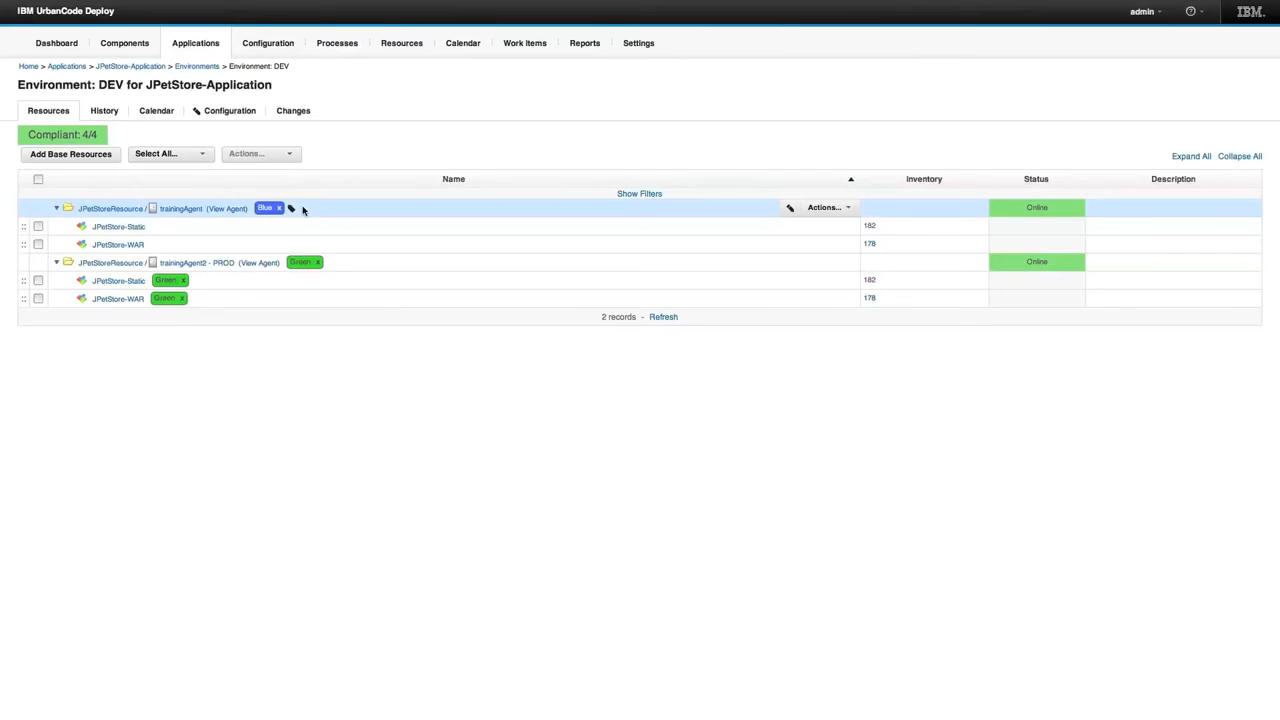 IBM UrbanCode Deploy
admin
IBM
Dashboard Components Applications Configuration Processes Resources Calendar Work Items Reports Settings
Home > Applications > JPetStore-Application > Environments > Environment: DEV
Environment: DEV for JPetStore-Application
Resources History Calendar Configuration Changes
Compliant: 4/4
Add Base Resources Select All... Actions... Expand All Collapse All
Name Inventory Status Description
Show Filters
JPetStoreResource / trainingAgent (View Agent) Blue x Actions... Online
JPetStore-Static 182
JPetStore-WAR 178
JPetStoreResource / trainingAgent2 - PROD (View Agent) Green x Online
JPetStore-Static Green x 182
JPetStore-WAR Green x 178
2 records - Refresh